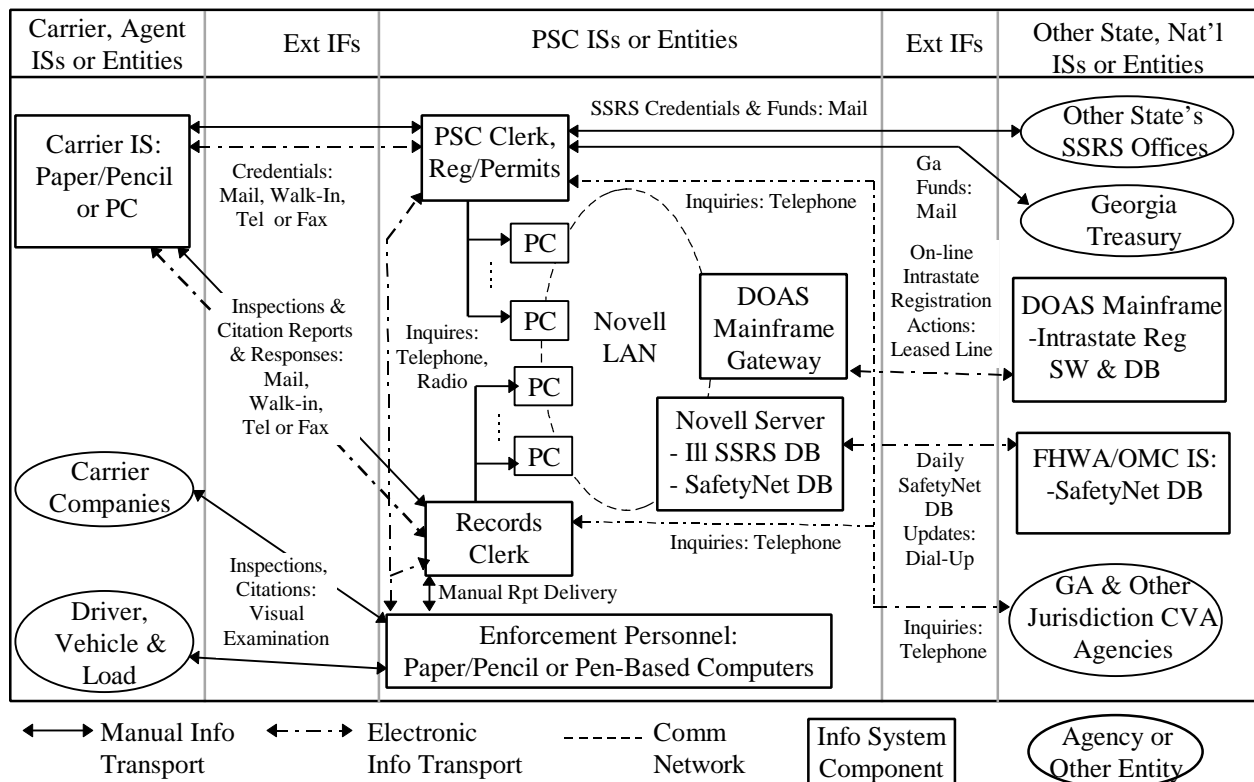 Carrier, Agent
ISs or Entities
Ext IFs
PSC ISs or Entities
Ext IFs
Other State, Nat'l
ISs or Entities
Carrier IS:
Paper/Pencil
or PC
Credentials:
Mail, Walk-In,
Tel or Fax
PSC Clerk,
Reg/Permits
SSRS Credentials & Funds: Mail
Other State's
SSRS Offices
Ga
Funds:
Mail
Georgia
Treasury
Inquiries: Telephone
PC
PC
PC
PC
Novell
LAN
DOAS
Mainframe
Gateway
On-line
Intrastate
Registration
Actions:
Leased Line
DOAS Mainframe
-Intrastate Reg
SW & DB
Inspections &
Citation Reports
& Responses:
Mail,
Walk-in,
Tel or Fax
Inquires:
Telephone,
Radio
Novell Server
- Ill SSRS DB
- SafetyNet DB
Daily
SafetyNet
DB
Updates:
Dial-Up
FHWA/OMC IS:
-SafetyNet DB
Carrier
Companies
Records
Clerk
Inquiries: Telephone
Inspections,
Citations:
Visual
Examination
Manual Rpt Delivery
Driver,
Vehicle &
Load
Enforcement Personnel:
Paper/Pencil or Pen-Based Computers
Inquiries:
Telephone
GA & Other
Jurisdiction CVA
Agencies
Manual Info
Transport
Electronic
Info Transport
Comm
Network
Info System
Component
Agency or
Other Entity